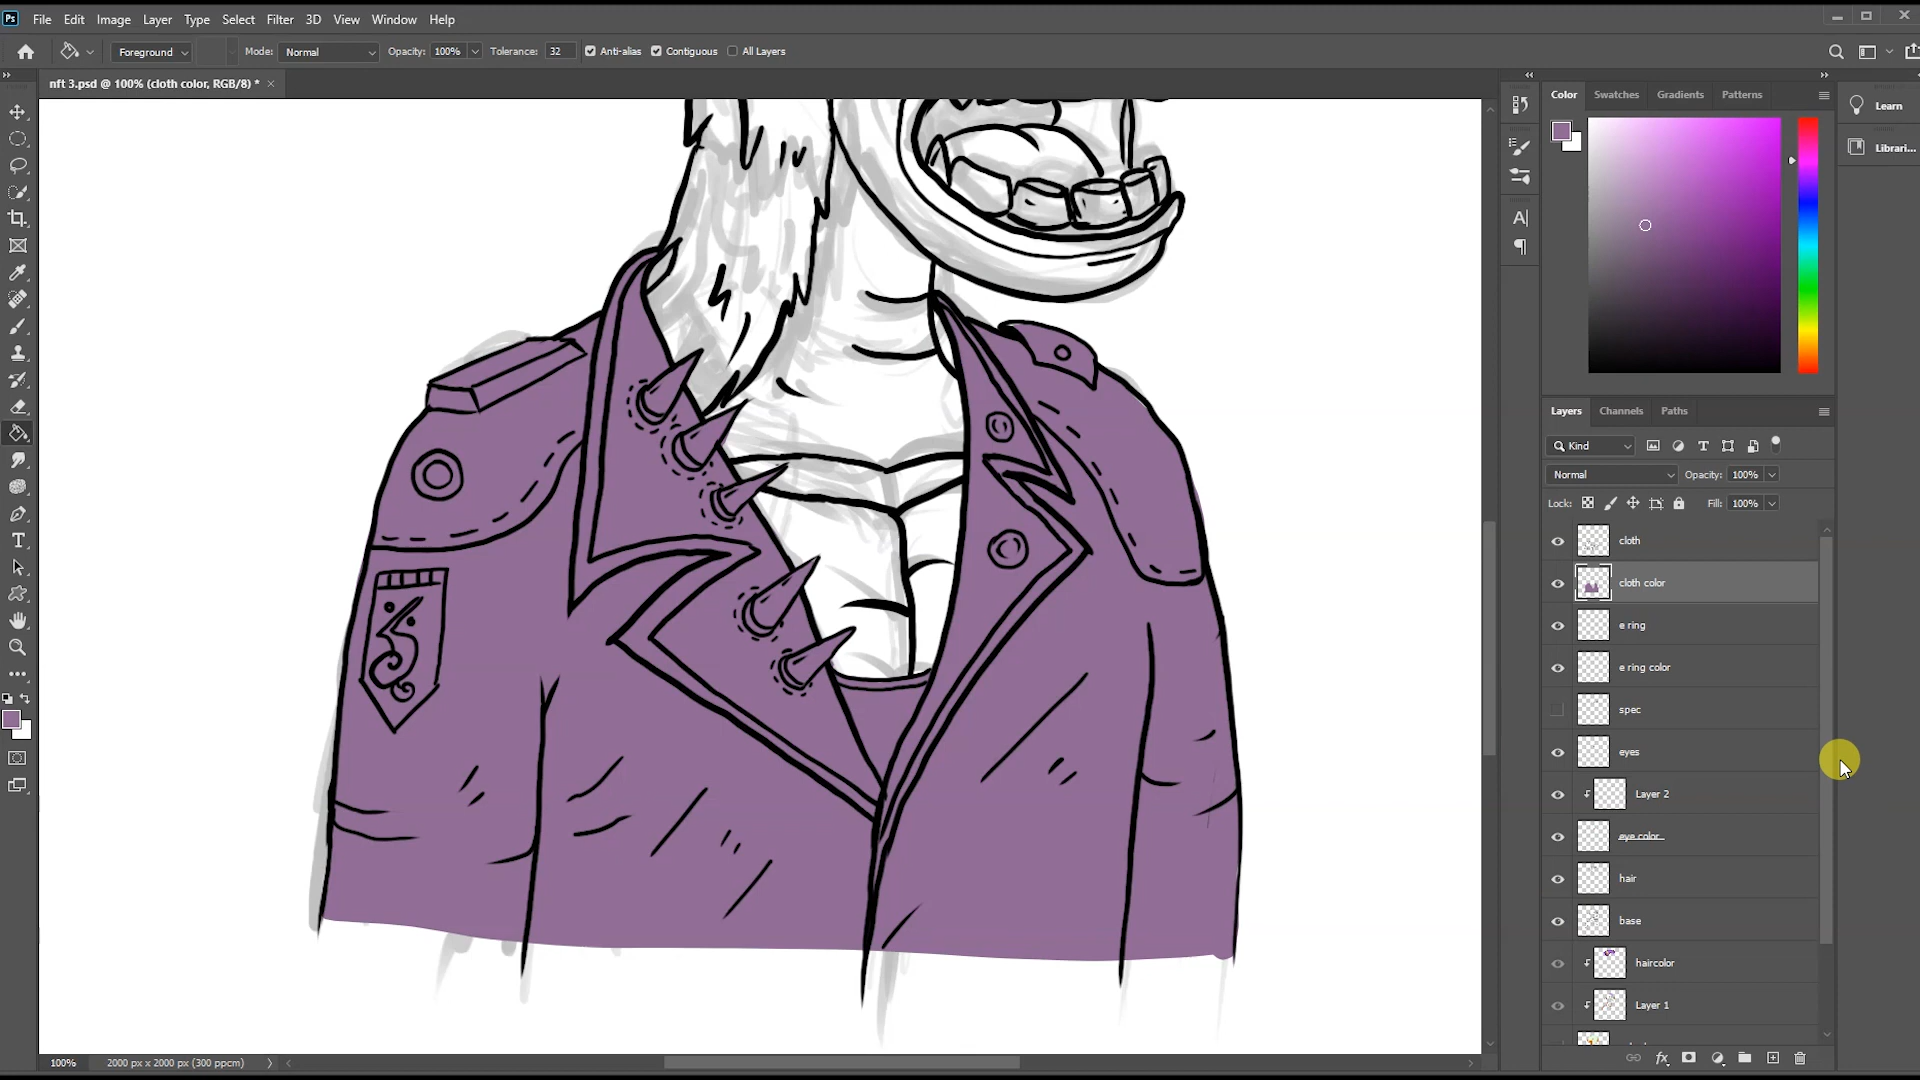 Ps File Edit Image Layer Type Select Filter 3D View Window Help
Foreground Mode: Normal Opacity: 100% Tolerance: 32 Anti-alias Contiguous All Layers
nft 3.psd @ 100% (cloth color, RGB/8) *
Color Swatches Gradients Patterns
Learn
Librari...
Layers Channels Paths
Kind
Normal Opacity: 100%
Lock: Fill: 100%
cloth
cloth color
e ring
e ring color
spec
eyes
Layer 2
eye color
hair
base
haircolor
Layer 1
100% 2000 px x 2000 px (300 ppcm)